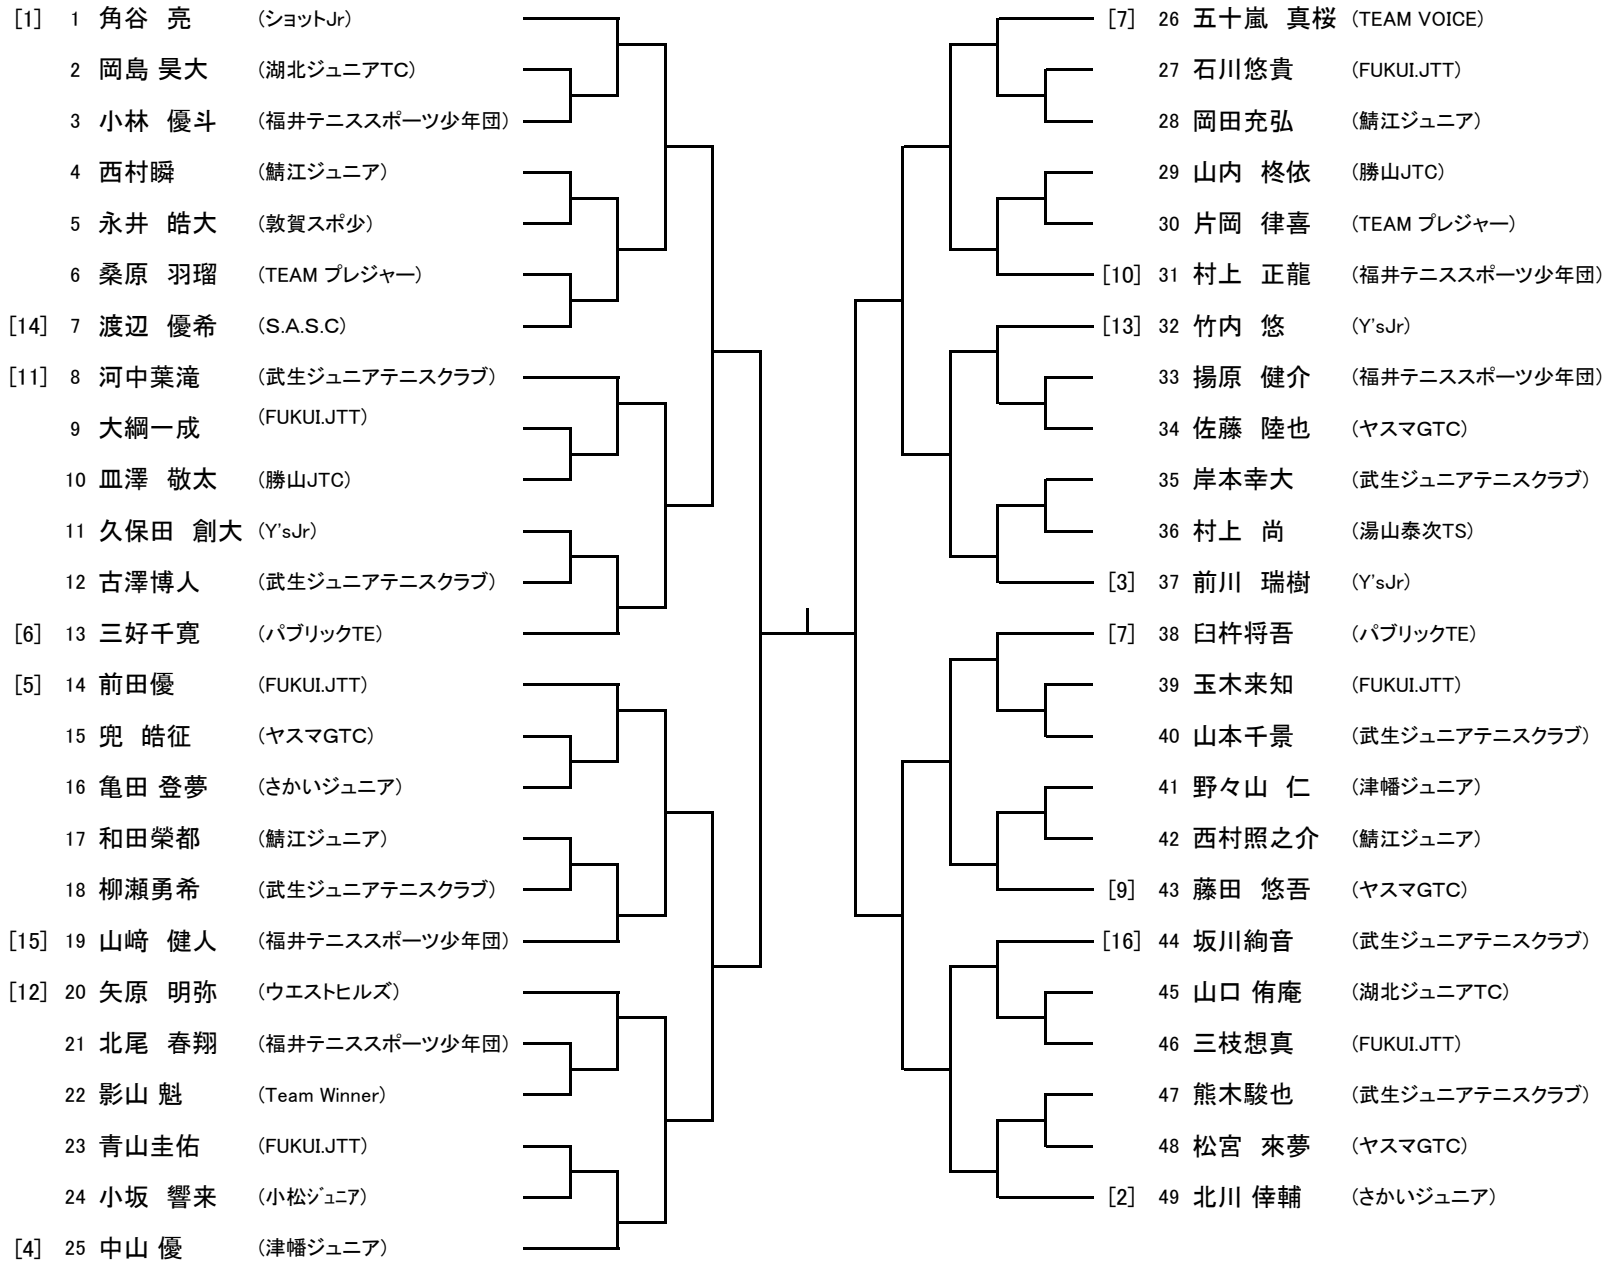 [1] 1 角谷 亮 (ショットJr)
2 岡島 昊大 (湖北ジュニアTC)
3 小林 優斗 (福井テニススポーツ少年団)
4 西村瞬 (鯖江ジュニア)
5 永井 皓大 (敦賀スポ少)
6 桑原 羽瑠 (TEAM プレジャー)
[14] 7 渡辺 優希 (S.A.S.C)
[11] 8 河中葉滝 (武生ジュニアテニスクラブ)
9 大綱一成 (FUKUI.JTT)
10 皿澤 敬太 (勝山JTC)
11 久保田 創大 (Y'sJr)
12 古澤博人 (武生ジュニアテニスクラブ)
[6] 13 三好千寛 (パブリックTE)
[5] 14 前田優 (FUKUI.JTT)
15 兜 皓征 (ヤスマGTC)
16 亀田 登夢 (さかいジュニア)
17 和田榮都 (鯖江ジュニア)
18 柳瀬勇希 (武生ジュニアテニスクラブ)
[15] 19 山﨑 健人 (福井テニススポーツ少年団)
[12] 20 矢原 明弥 (ウエストヒルズ)
21 北尾 春翔 (福井テニススポーツ少年団)
22 影山 魁 (Team Winner)
23 青山圭佑 (FUKUI.JTT)
24 小坂 響来 (小松ｼﾞｭﾆｱ)
[4] 25 中山 優 (津幡ジュニア)
[7] 26 五十嵐 真桜 (TEAM VOICE)
27 石川悠貴 (FUKUI.JTT)
28 岡田充弘 (鯖江ジュニア)
29 山内 柊依 (勝山JTC)
30 片岡 律喜 (TEAM プレジャー)
[10] 31 村上 正龍 (福井テニススポーツ少年団)
[13] 32 竹内 悠 (Y'sJr)
33 揚原 健介 (福井テニススポーツ少年団)
34 佐藤 陸也 (ヤスマGTC)
35 岸本幸大 (武生ジュニアテニスクラブ)
36 村上 尚 (湯山泰次TS)
[3] 37 前川 瑞樹 (Y'sJr)
[7] 38 臼杵将吾 (パブリックTE)
39 玉木来知 (FUKUI.JTT)
40 山本千景 (武生ジュニアテニスクラブ)
41 野々山 仁 (津幡ジュニア)
42 西村照之介 (鯖江ジュニア)
[9] 43 藤田 悠吾 (ヤスマGTC)
[16] 44 坂川絢音 (武生ジュニアテニスクラブ)
45 山口 侑庵 (湖北ジュニアTC)
46 三枝想真 (FUKUI.JTT)
47 熊木駿也 (武生ジュニアテニスクラブ)
48 松宮 來夢 (ヤスマGTC)
[2] 49 北川 倖輔 (さかいジュニア)